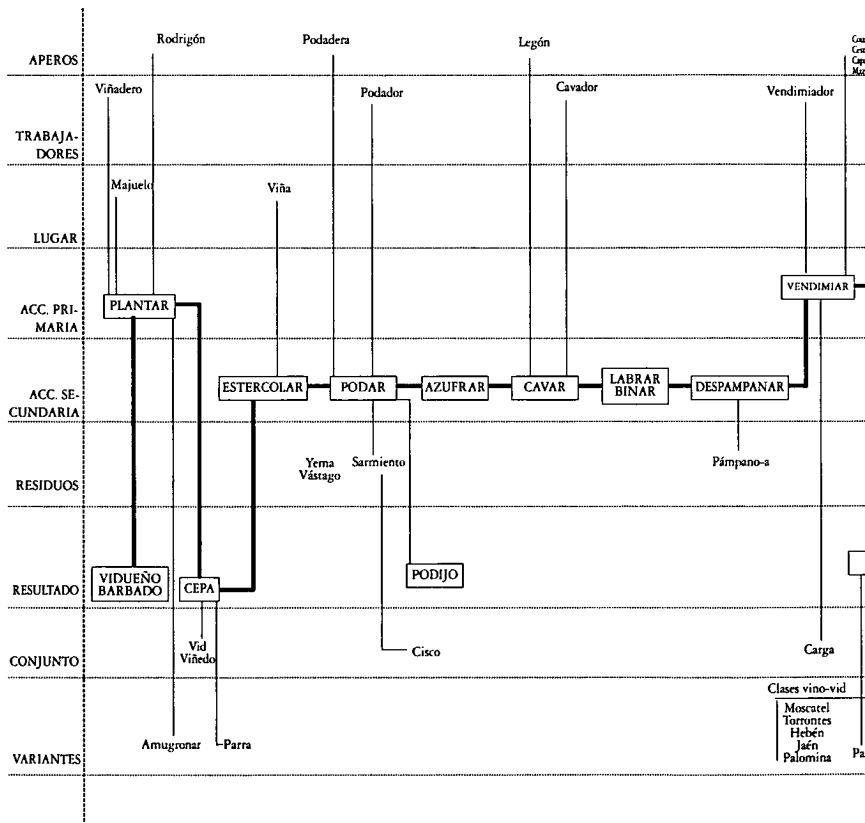 Rodrigón
Podadera
Legón
APEROS
Viñadero
Podador
Cavador
Vendimiador
TRABAJA-
DORES
Majuelo
Viña
LUGAR
PLANTAR
VENDIMIAR
ACC. PRI-
MARIA
ESTERCOLAR
PODAR
AZUFRAR
CAVAR
LABRAR
BINAR
DESPAMPANAR
ACC. SE-
CUNDARIA
Yema
Vástago
Sarmiento
Pámpano-a
RESIDUOS
VIDUEÑO
BARBADO
CEPA
PODIJO
RESULTADO
Vid
Viñedo
Cisco
Carga
CONJUNTO
Clases vino-vid
Moscatel
Torrontes
Hebén
Jaén
Palomina
Amugronar
Parra
Pa
VARIANTES